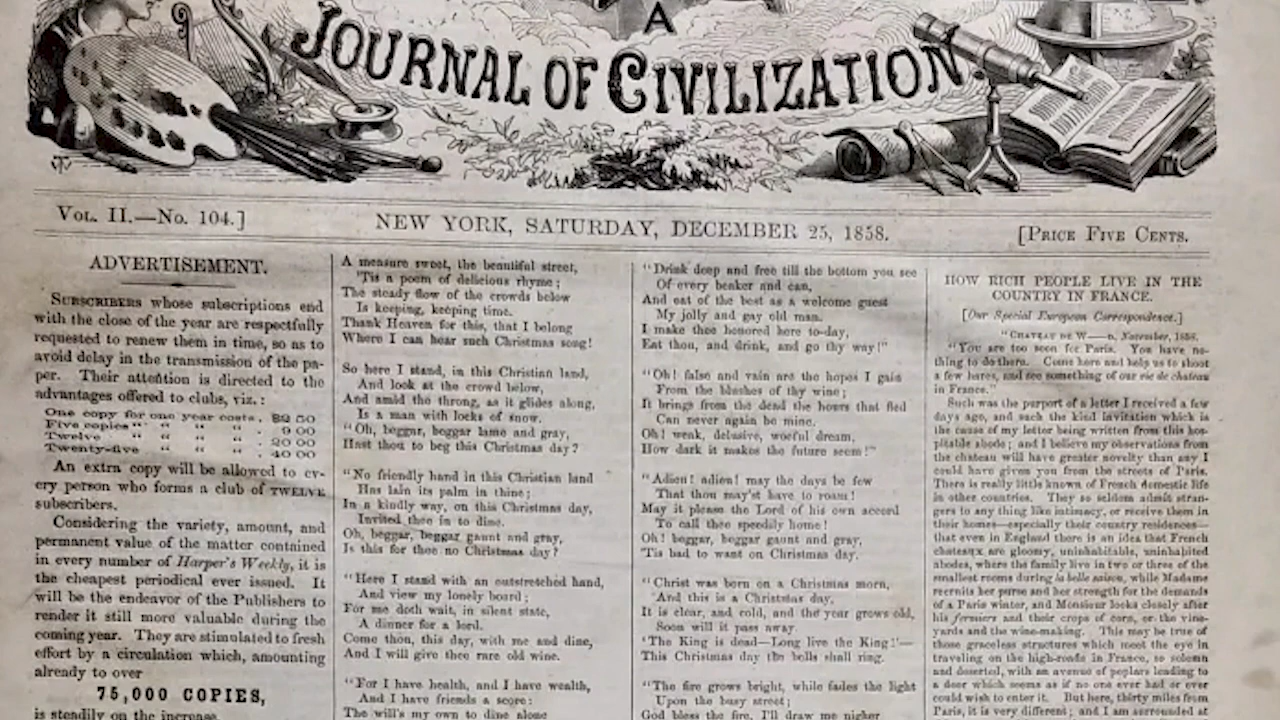 A
JOURNAL OF CIVILIZATION
VOL. II.—No. 104.]
NEW YORK, SATURDAY, DECEMBER 25, 1858.
[PRICE FIVE CENTS.
ADVERTISEMENT.
SUBSCRIBERS whose subscriptions end
with the close of the year are respectfully
requested to renew them in time, so as to
avoid delay in the transmission of the pa-
per. Their attention is directed to the
advantages offered to clubs, viz.:
One copy for one year costs . $2 50
Five copies " " " " . 9 00
Twelve " " " " . 20 00
Twenty-five " " " " . 40 00
An extra copy will be allowed to ev-
ery person who forms a club of TWELVE
subscribers.
Considering the variety, amount, and
permanent value of the matter contained
in every number of Harper's Weekly, it is
the cheapest periodical ever issued. It
will be the endeavor of the Publishers to
render it still more valuable during the
coming year. They are stimulated to fresh
effort by a circulation which, amounting
already to over
75,000 COPIES,
is steadily on the increase.
A measure sweet, the beautiful street,
'Tis a poem of delicious rhyme;
The steady flow of the crowds below
Is keeping, keeping time.
Thank Heaven for this, that I belong
Where I can hear such Christmas song!
So here I stand, in this Christian land,
And look at the crowd below,
And amid the throng, as it glides along,
Is a man with locks of snow.
"Oh, beggar, beggar lame and gray,
Hast thou to beg this Christmas day?
"No friendly hand in this Christian land
Has lain its palm in thine;
In a kindly way, on this Christmas day,
Invited thee in to dine.
Oh, beggar, beggar gaunt and gray,
Is this for thee no Christmas day?
"Here I stand with an outstretched hand,
And view my lonely board;
For me doth wait, in silent state,
A dinner for a lord.
Come thou, this day, with me and dine,
And I will give thee rare old wine.
"For I have health, and I have wealth,
And I have friends a score;
The will's my own to dine alone
"Drink deep and free till the bottom you see
Of every beaker and can,
And eat of the best as a welcome guest
My jolly and gay old man.
I make thee honored here to-day,
Eat thou, and drink, and go thy way!"
"Oh! false and vain are the hopes I gain
From the blushes of thy wine;
It brings from the dead the hours that fled
Can never again be mine.
Oh! weak, delusive, woeful dream,
How dark it makes the future seem!"
"Adieu! adieu! may the days be few
That thou may'st have to roam!
May it please the Lord of his own accord
To call thee speedily home!
Oh! beggar, beggar gaunt and gray,
'Tis bad to want on Christmas day.
"Christ was born on a Christmas morn,
And this is a Christmas day,
It is clear, and cold, and the year grows old,
Soon will it pass away.
'The King is dead—Long live the King!'—
This Christmas day the bells shall ring.
"The fire grows bright, while fades the light
Upon the busy street;
God bless the fire, I'll draw me nigher
HOW RICH PEOPLE LIVE IN THE
COUNTRY IN FRANCE.
[Our Special European Correspondence.]
"CHATEAU DE W——n, November, 1858.
"You are too soon for Paris. You have no-
thing to do there. Come here and help us to shoot
a few hares, and see something of our vie de château
in France."
Such was the purport of a letter I received a few
days ago, and such the kind invitation which is
the cause of my letter being written from this hos-
pitable abode; and I believe my observations from
the chateau will have greater novelty than any I
could have given you from the streets of Paris.
There is really little known of French domestic life
in other countries. They so seldom admit stran-
gers to any thing like intimacy, or receive them in
their homes—especially their country residences—
that even in England there is an idea that French
chateaux are gloomy, uninhabitable, uninhabited
abodes, where the family live in two or three of the
smallest rooms during la belle saison, while Madame
recruits her purse and her strength for the demands
of a Paris winter, and Monsieur looks closely after
his fermiers and their crops of corn, or the vine-
yards and the wine-making. This may be true of
those graceless structures which meet the eye in
traveling on the high-roads in France, so solemn
and deserted, with an avenue of poplars leading to
a door which seems as if no one ever had or ever
could wish to enter it. But here, thirty miles from
Paris, it is very different; and I am surrounded at